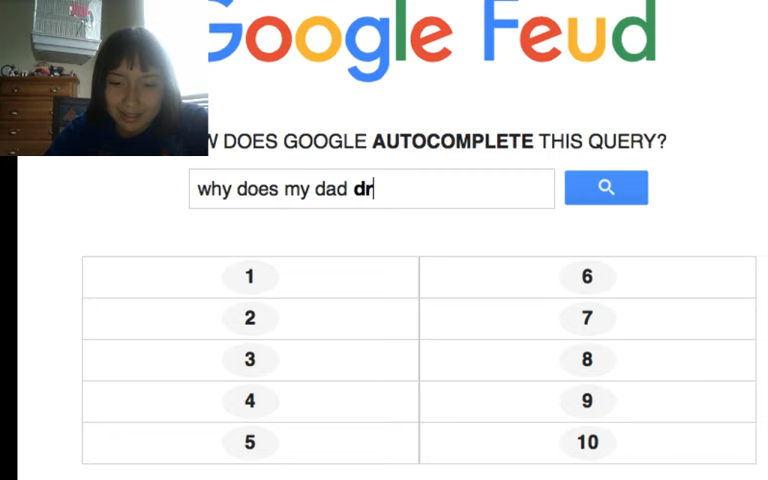 Google Feud
W DOES GOOGLE AUTOCOMPLETE THIS QUERY?
why does my dad dr
1 6
2 7
3 8
4 9
5 10